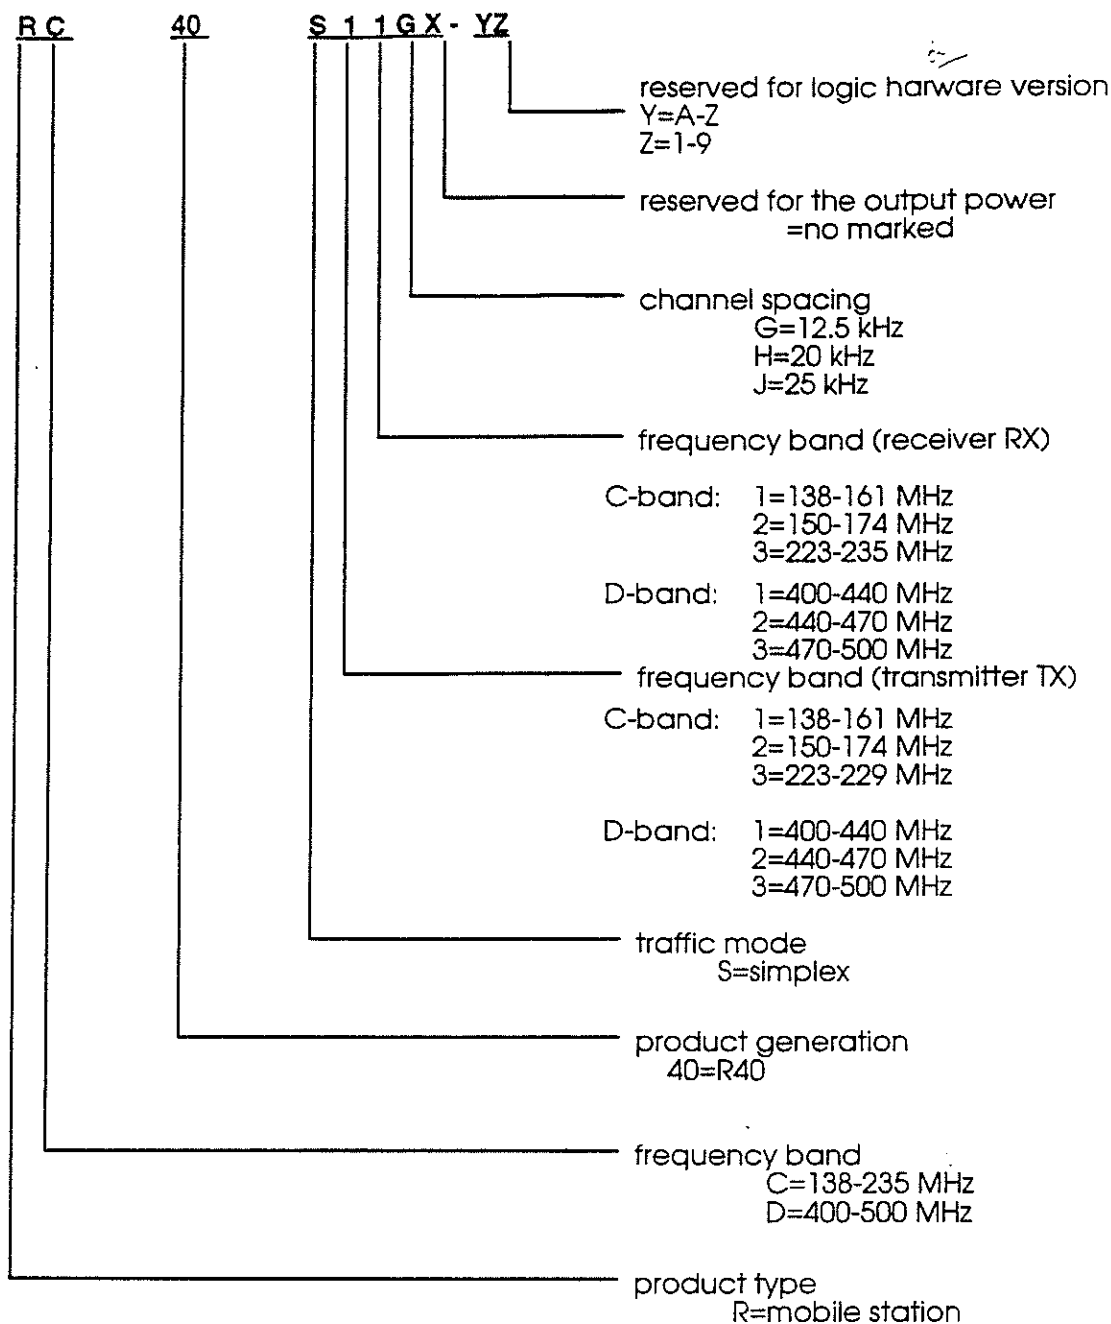 R C 40 S 1 1 G X - YZ
reserved for logic harware version
Y=A-Z
Z=1-9
reserved for the output power
=no marked
channel spacing
G=12.5 kHz
H=20 kHz
J=25 kHz
frequency band (receiver RX)
C-band: 1=138-161 MHz
2=150-174 MHz
3=223-235 MHz
D-band: 1=400-440 MHz
2=440-470 MHz
3=470-500 MHz
frequency band (transmitter TX)
C-band: 1=138-161 MHz
2=150-174 MHz
3=223-229 MHz
D-band: 1=400-440 MHz
2=440-470 MHz
3=470-500 MHz
traffic mode
S=simplex
product generation
40=R40
frequency band
C=138-235 MHz
D=400-500 MHz
product type
R=mobile station